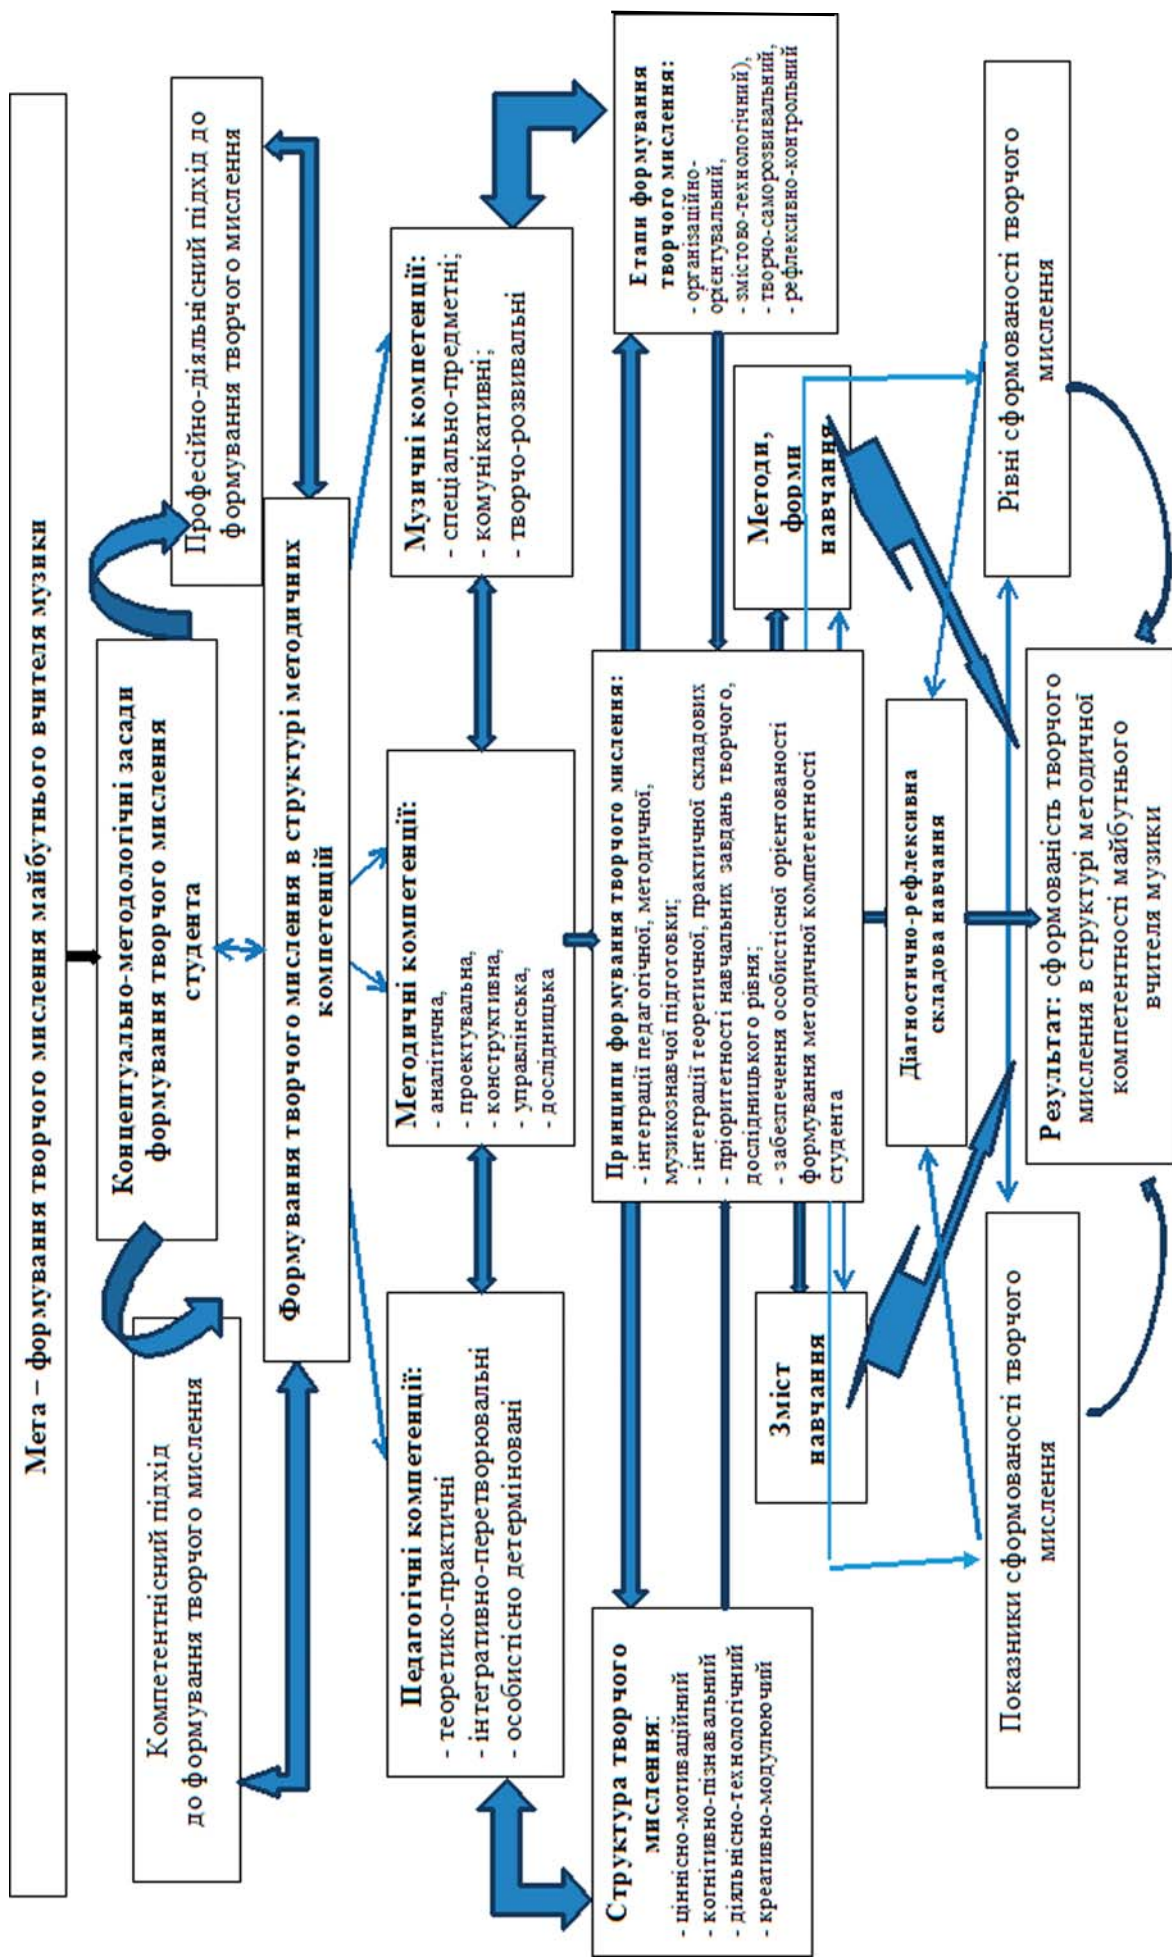 Мета – формування творчого мислення майбутнього вчителя музики
Компетентнісний підхід
до формування творчого мислення
Концептуально-методологічні засади
формування творчого мислення
студента
Професійно-діяльнісний підхід до
формування творчого мислення
Формування творчого мислення в структурі методичних
компетенцій
Педагогічні компетенції:
- теоретико-практичні
- інтегративно-перетворювальні
- особистісно детерміновані
Методичні компетенції:
- аналітична,
- проектувальна,
- конструктивна,
- управлінська,
- дослідницька
Музичні компетенції:
- спеціально-предметні;
- комунікативні;
- творчо-розвивальні
Структура творчого
мислення:
- ціннісно-мотиваційний
- когнітивно-пізнавальний
- діяльнісно-технологічний
- креативно-модулюючий
Принципи формування творчого мислення:
- інтеграції педагогічної, методичної,
музикознавчої підготовки;
- інтеграції теоретичної, практичної складових
- пріоритетності навчальних завдань творчого,
дослідницького рівня;
- забезпечення особистісної орієнтованості
формування методичної компетентності
студента
Етапи формування
творчого мислення:
- організаційно-
орієнтувальний,
- змістово-технологічний),
- творчо-саморозвивальний,
- рефлексивно-контрольний
Зміст
навчання
Методи,
форми
навчання
Діагностично-рефлексивна
складова навчання
Показники сформованості творчого
мислення
Результат: сформованість творчого
мислення в структурі методичної
компетентності майбутнього
вчителя музики
Рівні сформованості творчого
мислення